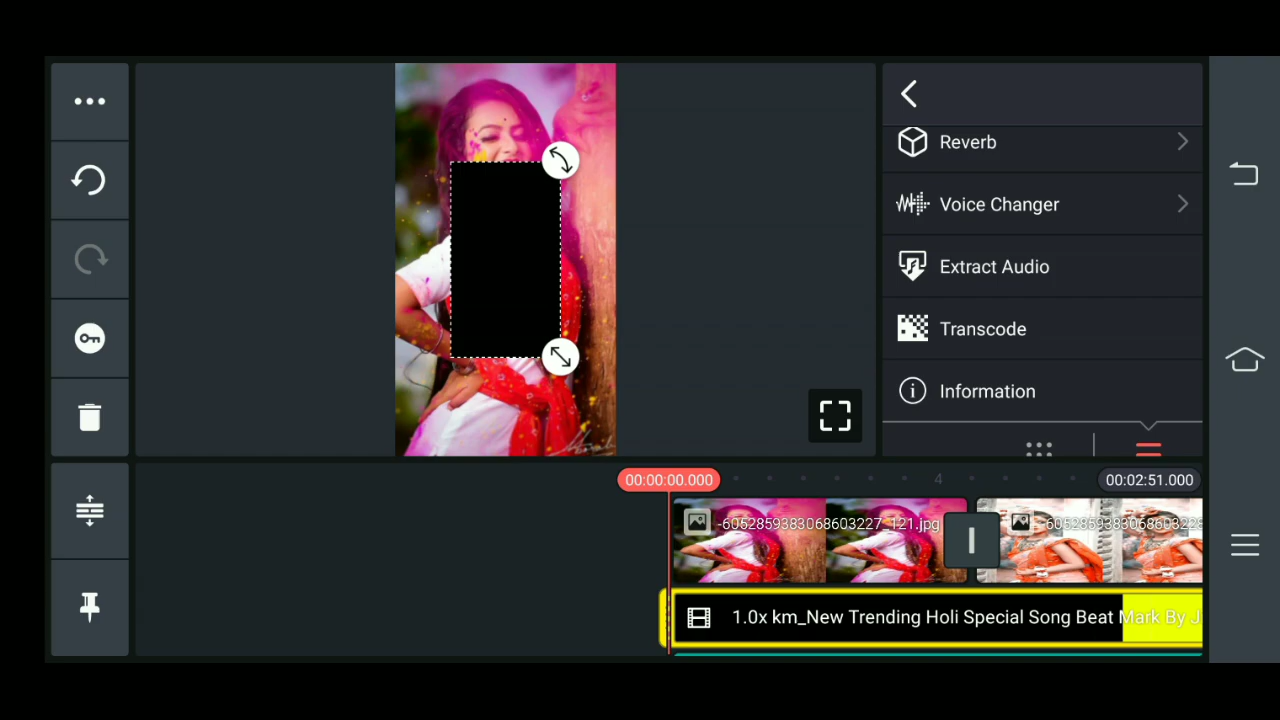 Reverb
Voice Changer
Extract Audio
Transcode
Information
00:00:00.000
4
00:02:51.000
-6052859383068603227_121.jpg
-6052859383068603228
1.0x km_New Trending Holi Special Song Beat Mark By J